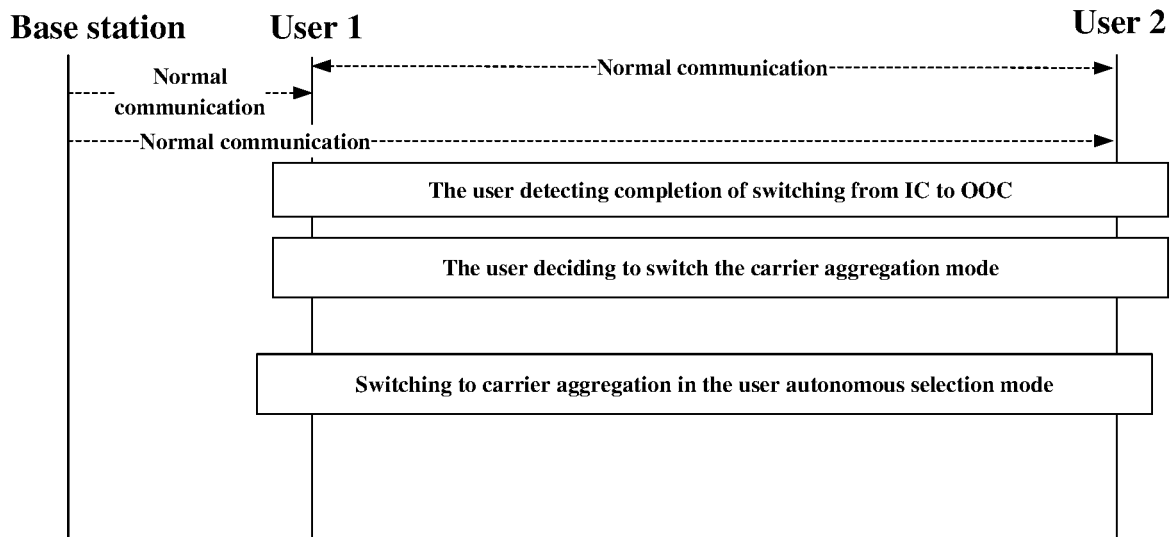 Base station
User 1
User 2
Normal communication
Normal
communication
Normal communication
The user detecting completion of switching from IC to OOC
The user deciding to switch the carrier aggregation mode
Switching to carrier aggregation in the user autonomous selection mode